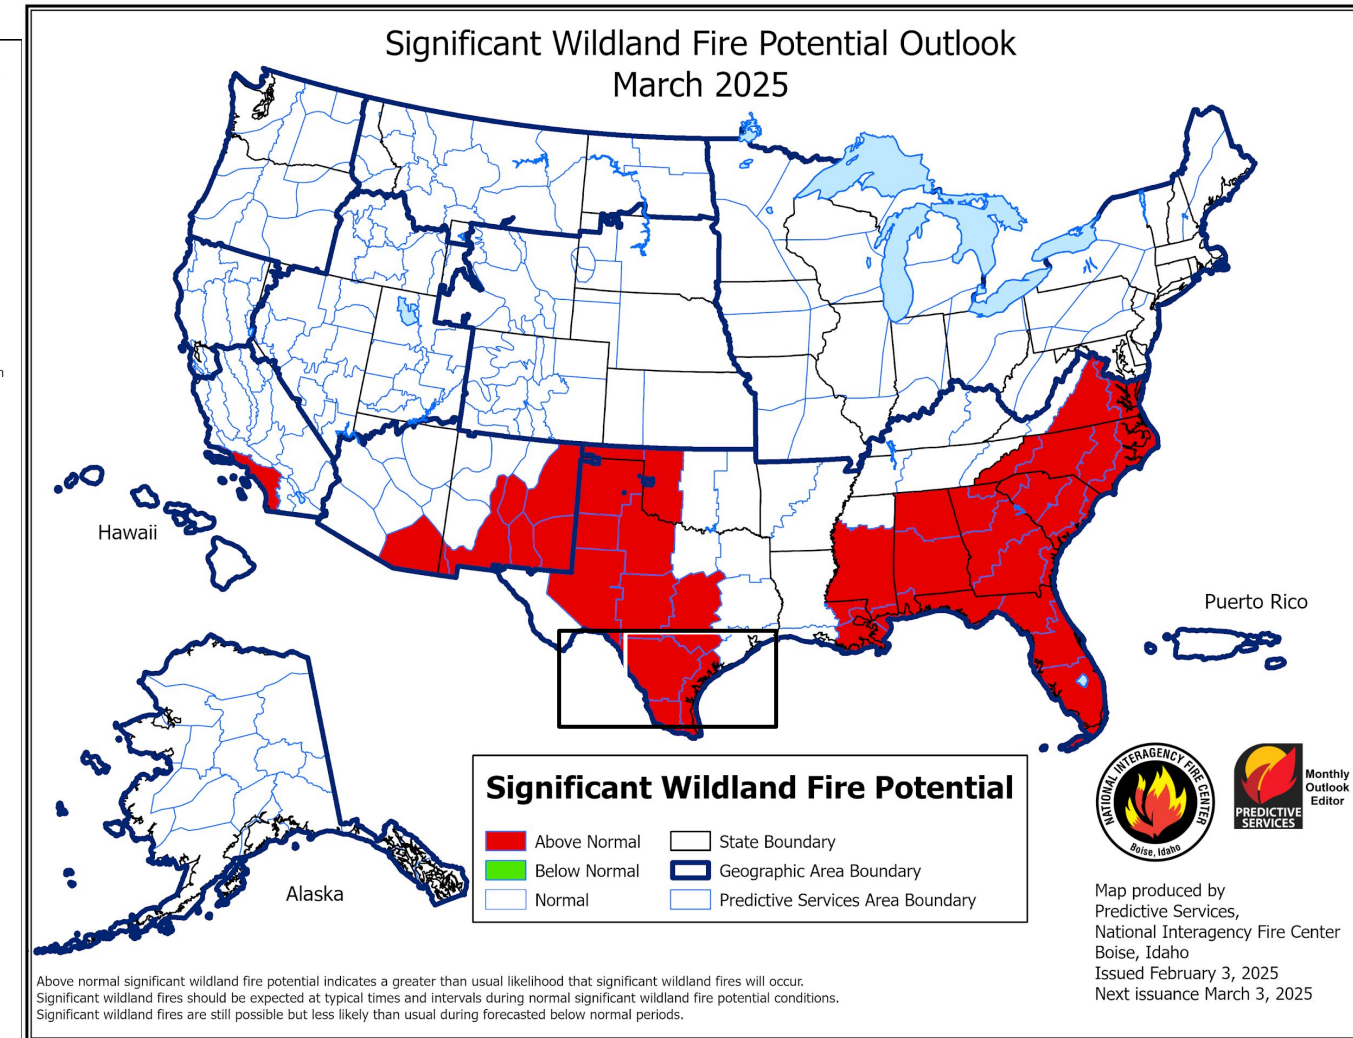 Significant Wildland Fire Potential Outlook
March 2025
Hawaii
Puerto Rico
Alaska
Significant Wildland Fire Potential
Above Normal
Below Normal
Normal
State Boundary
Geographic Area Boundary
Predictive Services Area Boundary
NATIONAL INTERAGENCY FIRE CENTER
Boise, Idaho
PREDICTIVE
SERVICES
Monthly
Outlook
Editor
Map produced by
Predictive Services,
National Interagency Fire Center
Boise, Idaho
Issued February 3, 2025
Next issuance March 3, 2025
Above normal significant wildland fire potential indicates a greater than usual likelihood that significant wildland fires will occur.
Significant wildland fires should be expected at typical times and intervals during normal significant wildland fire potential conditions.
Significant wildland fires are still possible but less likely than usual during forecasted below normal periods.